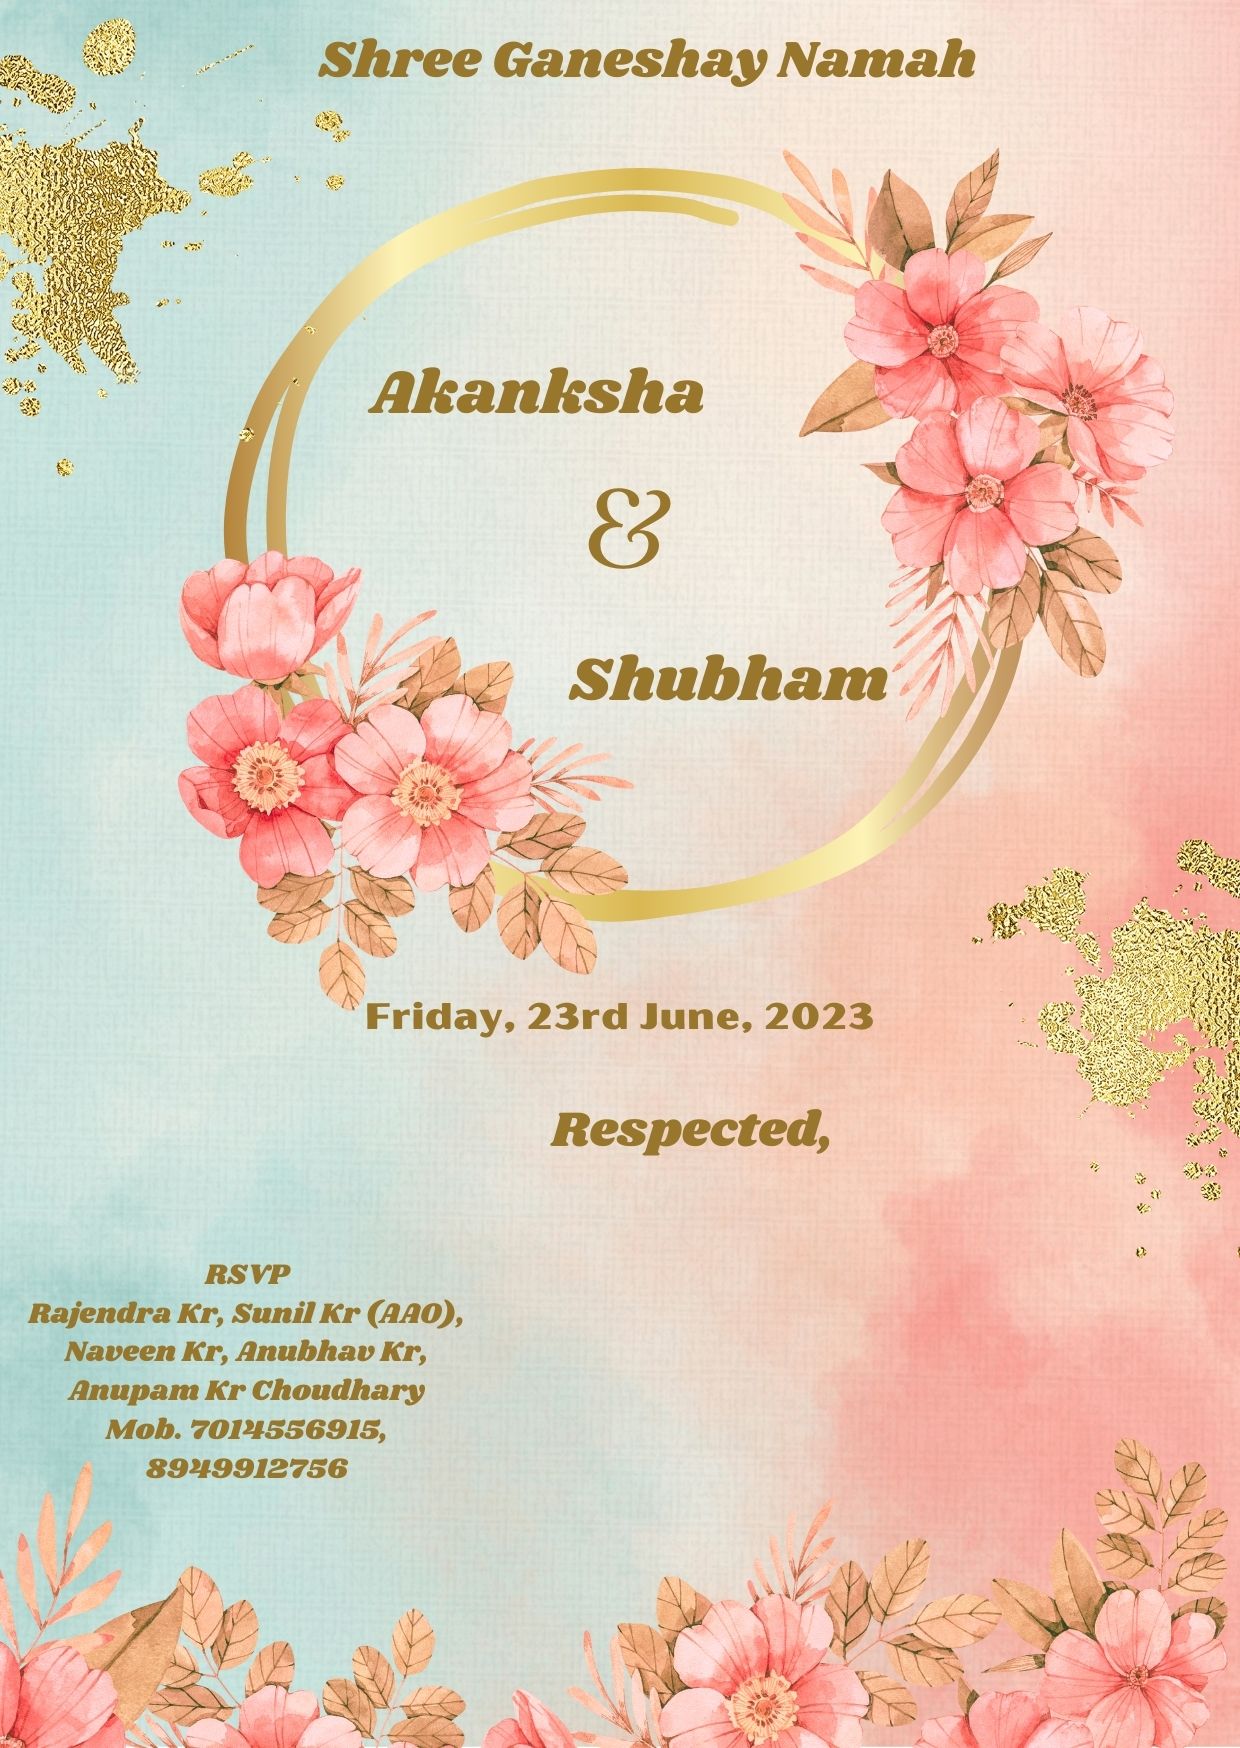 Shree Ganeshay Namah
Akanksha
&
Shubham
Friday, 23rd June, 2023
Respected,
RSVP
Rajendra Kr, Sunil Kr (AAO),
Naveen Kr, Anubhav Kr,
Anupam Kr Choudhary
Mob. 7014556915,
8949912756